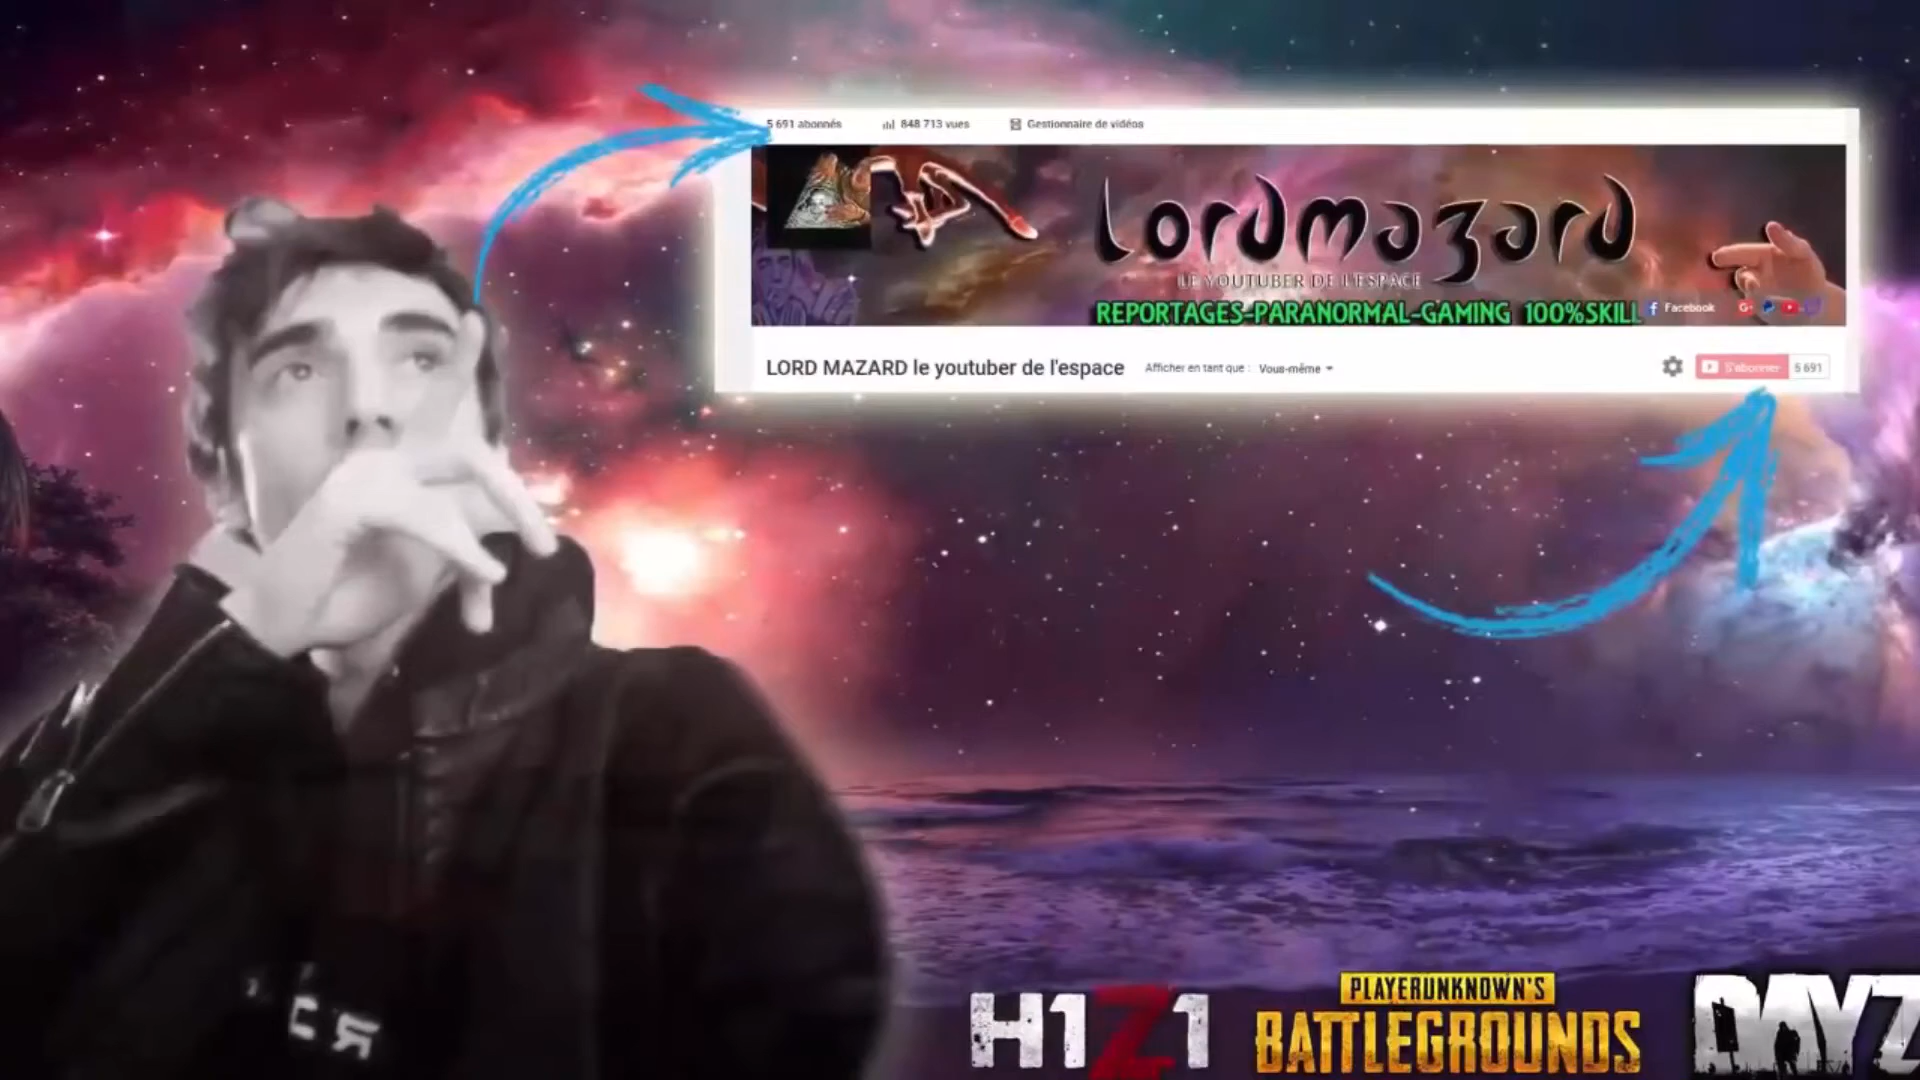 5 691 abonnés 848 713 vues Gestionnaire de vidéos
Lordmazard
LE YOUTUBER DE L'ESPACE
REPORTAGES-PARANORMAL-GAMING 100%SKILL
Facebook
LORD MAZARD le youtuber de l'espace Afficher en tant que : Vous-même S'abonner 5 691
PLAYERUNKNOWN'S
H1Z1 BATTLEGROUNDS DAYZ